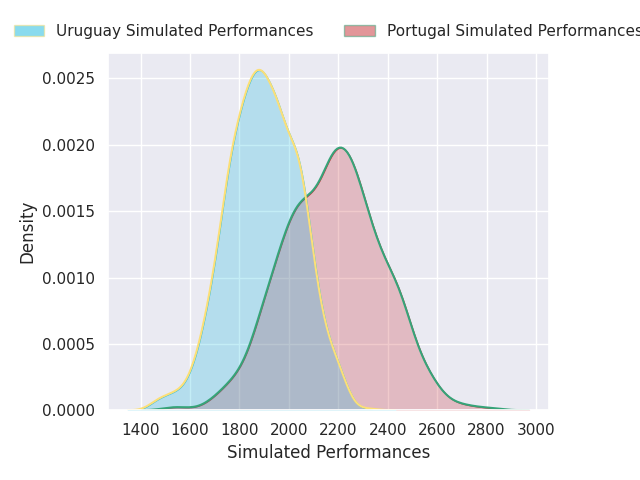 Uruguay Simulated Performances Portugal Simulated Performances
0.0025
0.0020
0.0015
0.0010
0.0005
0.0000
Density
1400 1600 1800 2000 2200 2400 2600 2800 3000
Simulated Performances